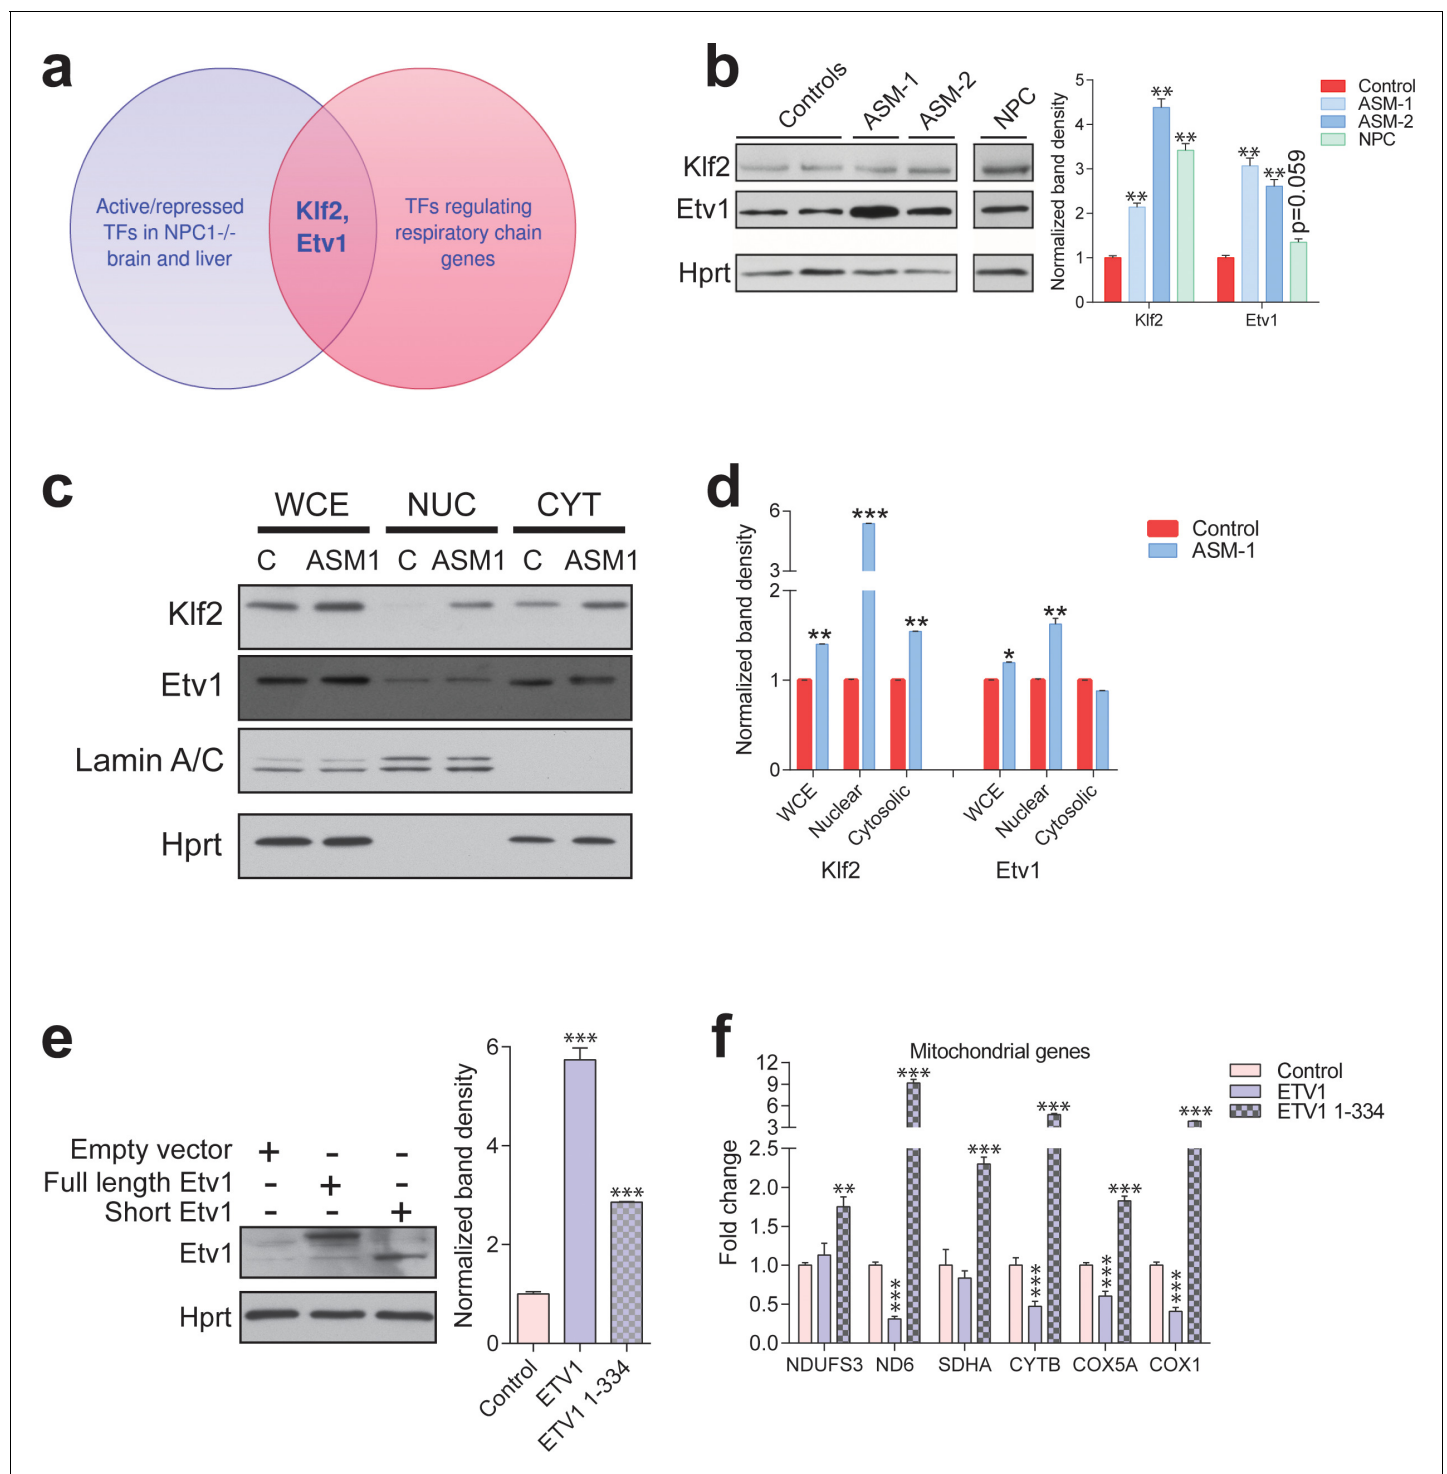 a
Active/repressed
TFs in NPC1-/-
brain and liver
Klf2,
Etv1
TFs regulating
respiratory chain
genes
b
Controls
ASM-1
ASM-2
NPC
Klf2
Etv1
Hprt
Normalized band density
5
4
3
2
1
0
**
**
**
**
**
p=0.059
Klf2
Etv1
Control
ASM-1
ASM-2
NPC
c
WCE NUC CYT
C ASM1 C ASM1 C ASM1
Klf2
Etv1
Lamin A/C
Hprt
d
Normalized band density
6
3
2
1
0
**
***
**
*
**
WCE
Nuclear
Cytosolic
WCE
Nuclear
Cytosolic
Klf2
Etv1
Control
ASM-1
e
Empty vector + - -
Full length Etv1 - + -
Short Etv1 - - +
Etv1
Hprt
Normalized band density
6
4
2
0
***
***
Control
ETV1
ETV1 1-334
f
Mitochondrial genes
Fold change
12
9
6
3
2.5
2.0
1.5
1.0
0.5
0.0
**
***
***
***
***
***
***
***
***
***
NDUFS3 ND6 SDHA CYTB COX5A COX1
Control
ETV1
ETV1 1-334